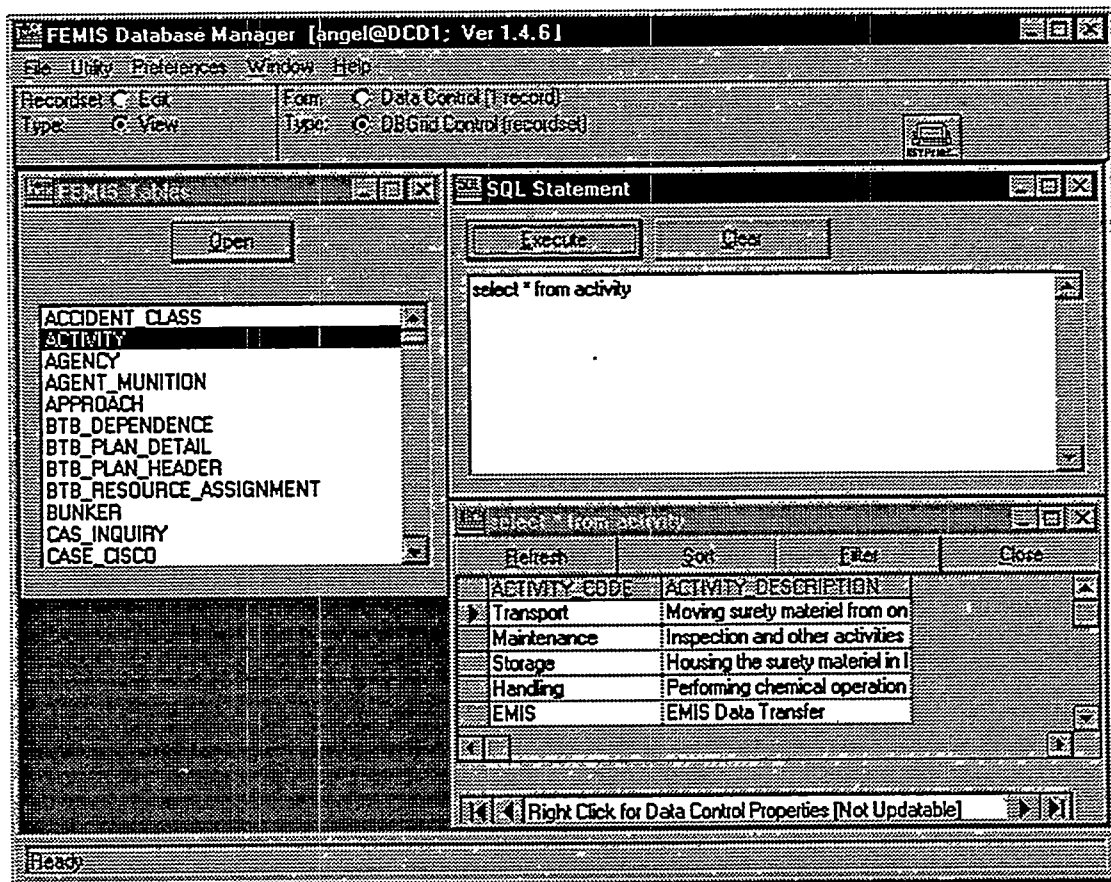 FEMIS Database Manager [angel@DCD1; Ver 1.4.6]
File Utility Preferences Window Help
Recordset Edit
Type: View
Form Data Control (1 record)
Type: DBGrid Control (recordset)
FEMIS Tables
Open
ACCIDENT_CLASS
ACTIVITY
AGENCY
AGENT_MUNITION
APPROACH
BTB_DEPENDENCE
BTB_PLAN_DETAIL
BTB_PLAN_HEADER
BTB_RESOURCE_ASSIGNMENT
BUNKER
CAS_INQUIRY
CASE_CISCO
SQL Statement
Execute Clear
select * from activity
select * from activity
Refresh Sort Filter Close
ACTIVITY_CODE ACTIVITY_DESCRIPTION
Transport Moving surety materiel from on
Maintenance Inspection and other activities
Storage Housing the surety materiel in
Handling Performing chemical operation
EMIS EMIS Data Transfer
Right Click for Data Control Properties [Not Updatable]
Ready